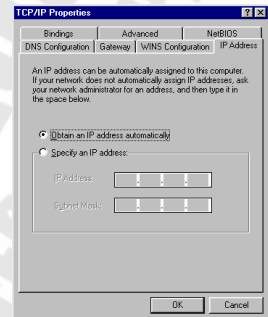 TCP/IP Properties
Bindings Advanced NetBIOS
DNS Configuration Gateway WINS Configuration IP Address
An IP address can be automatically assigned to this computer.
If your network does not automatically assign IP addresses, ask
your network administrator for an address, and then type it in
the space below.
Obtain an IP address automatically
Specify an IP address:
IP Address:
Subnet Mask:
OK Cancel